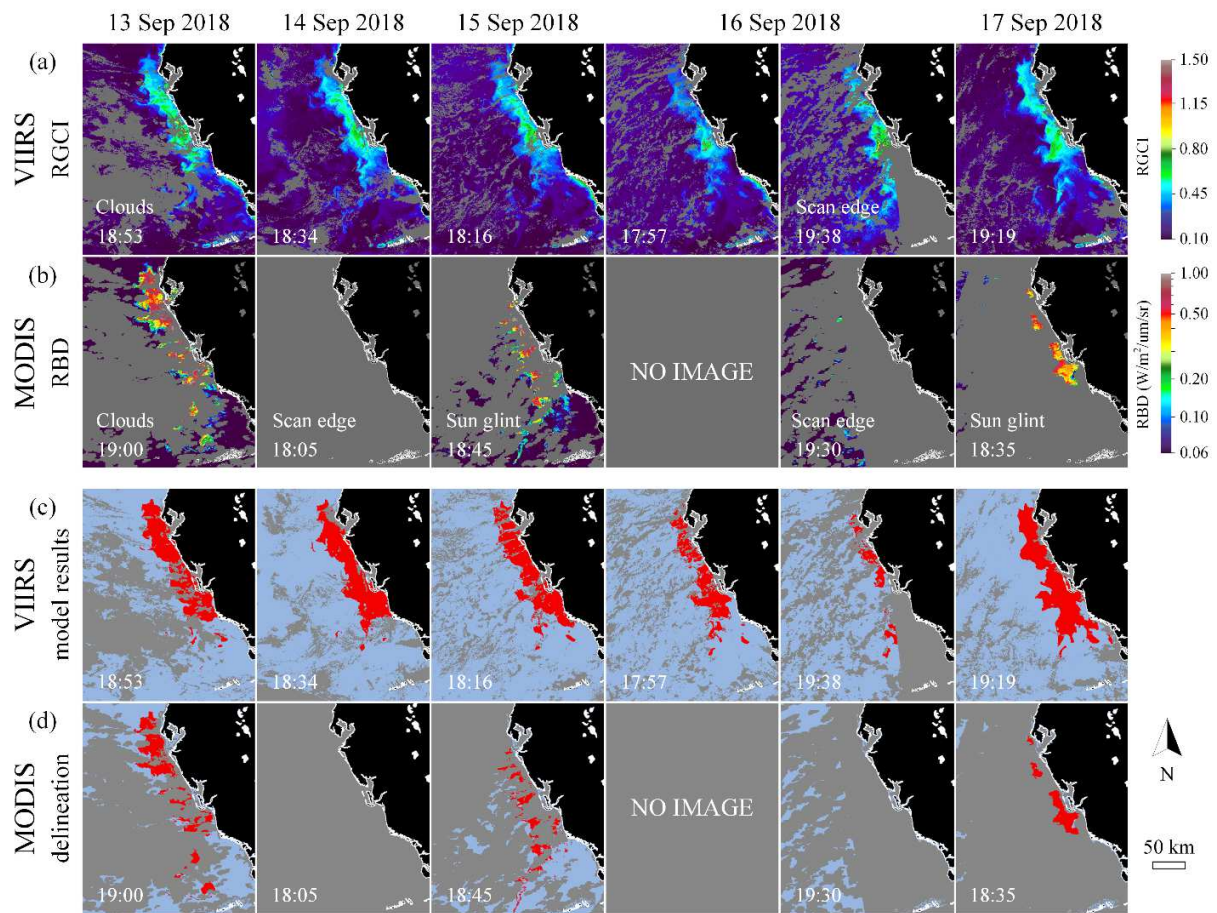 13 Sep 2018 14 Sep 2018 15 Sep 2018 16 Sep 2018 17 Sep 2018
(a)
VIIRS
RGCI
Clouds
18:53
18:34
18:16
17:57
Scan edge
19:38
19:19
1.50
1.15
0.80
0.45
0.10
RGCI
(b)
MODIS
RBD
Clouds
19:00
Scan edge
18:05
Sun glint
18:45
NO IMAGE
Scan edge
19:30
Sun glint
18:35
1.00
0.50
0.20
0.10
0.06
RBD (W/m²/um/sr)
(c)
VIIRS
model results
18:53
18:34
18:16
17:57
19:38
19:19
(d)
MODIS
delineation
19:00
18:05
18:45
NO IMAGE
19:30
18:35
N
50 km